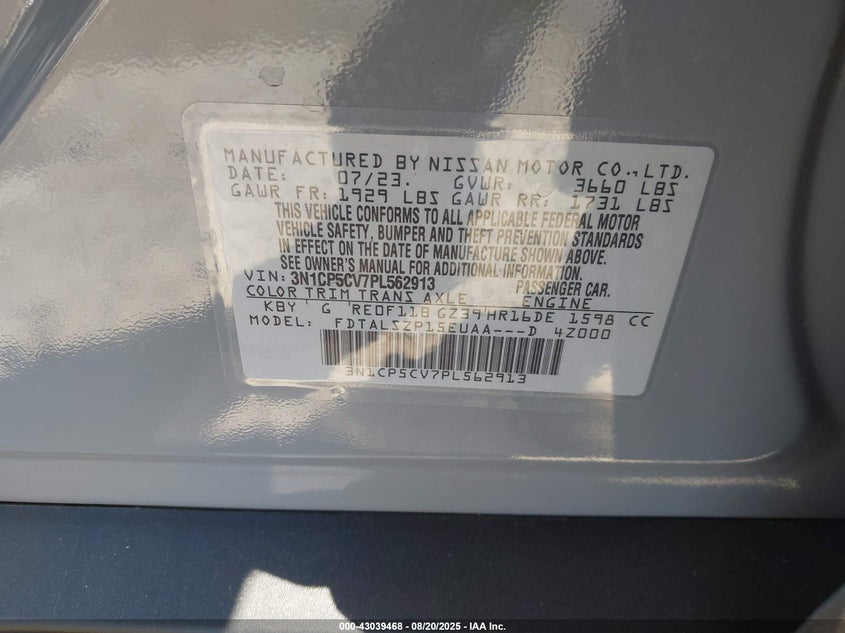 MANUFACTURED BY NISSAN MOTOR CO., LTD.
DATE: 07/23. GVWR: 3660 LBS
GAWR FR: 1929 LBS GAWR RR: 1731 LBS
THIS VEHICLE CONFORMS TO ALL APPLICABLE FEDERAL MOTOR
VEHICLE SAFETY, BUMPER AND THEFT PREVENTION STANDARDS
IN EFFECT ON THE DATE OF MANUFACTURE SHOWN ABOVE.
SEE OWNER'S MANUAL FOR ADDITIONAL INFORMATION.
VIN: 3N1CP5CV7PL562913 PASSENGER CAR.
COLOR TRIM TRANS AXLE ENGINE
KBY G RE0F11B GZ39 HR16DE 1598 CC
MODEL: FDTALSZP15EUAA---D 4Z000
3N1CP5CV7PL562913
000-43039468 - 08/20/2025 - IAA Inc.